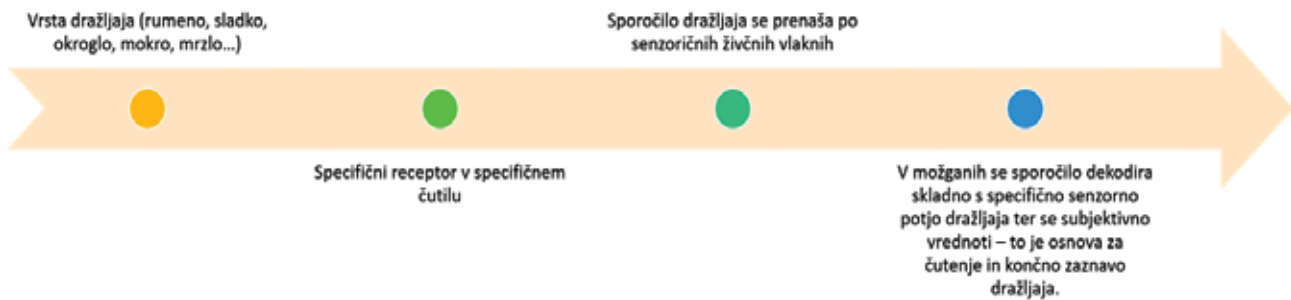 Vrsta dražljaja (rumeno, sladko,
okroglo, mokro, mrzlo...)
Specifični receptor v specifičnem
čutilu
Sporočilo dražljaja se prenaša po
senzoričnih živčnih vlaknih
V možganih se sporočilo dekodira
skladno s specifično senzorno
potjo dražljaja ter se subjektivno
vrednoti – to je osnova za
čutenje in končno zaznavo
dražljaja.